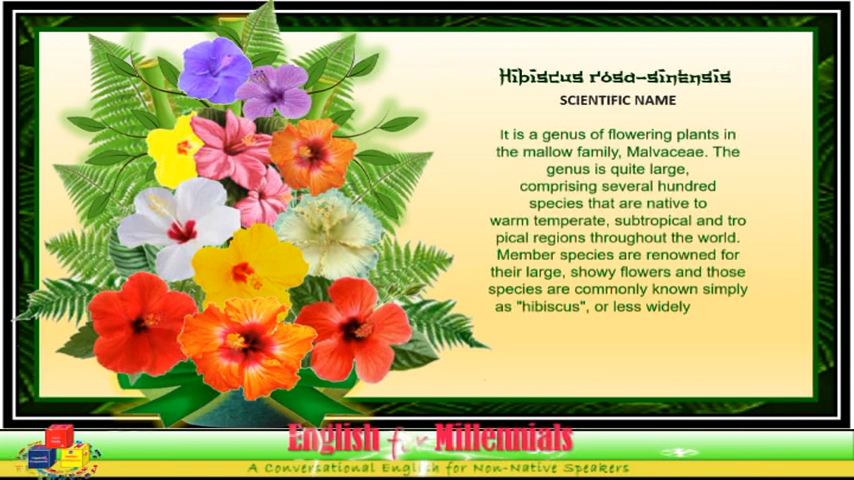 Hibiscus rosa-sinensis
SCIENTIFIC NAME
It is a genus of flowering plants in
the mallow family, Malvaceae. The
genus is quite large,
comprising several hundred
species that are native to
warm temperate, subtropical and tro
pical regions throughout the world.
Member species are renowned for
their large, showy flowers and those
species are commonly known simply
as "hibiscus", or less widely
English for Millennials
A Conversational English for Non-Native Speakers